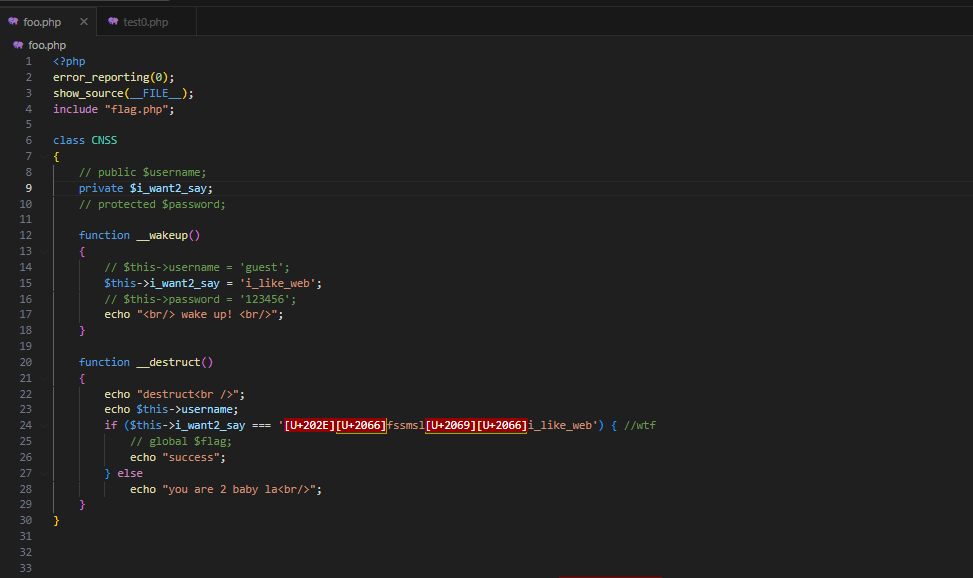 foo.php
test0.php
foo.php
1 <?php
2 error_reporting(0);
3 show_source(__FILE__);
4 include "flag.php";
5
6 class CNSS
7 {
8 // public $username;
9 private $i_want2_say;
10 // protected $password;
11
12 function __wakeup()
13 {
14 // $this->username = 'guest';
15 $this->i_want2_say = 'i_like_web';
16 // $this->password = '123456';
17 echo "<br/> wake up! <br/>";
18 }
19
20 function __destruct()
21 {
22 echo "destruct<br />";
23 echo $this->username;
24 if ($this->i_want2_say === '[U+202E][U+2066]fssmsl[U+2069][U+2066]i_like_web') { //wtf
25 // global $flag;
26 echo "success";
27 } else
28 echo "you are 2 baby la<br/>";
29 }
30 }
31
32
33